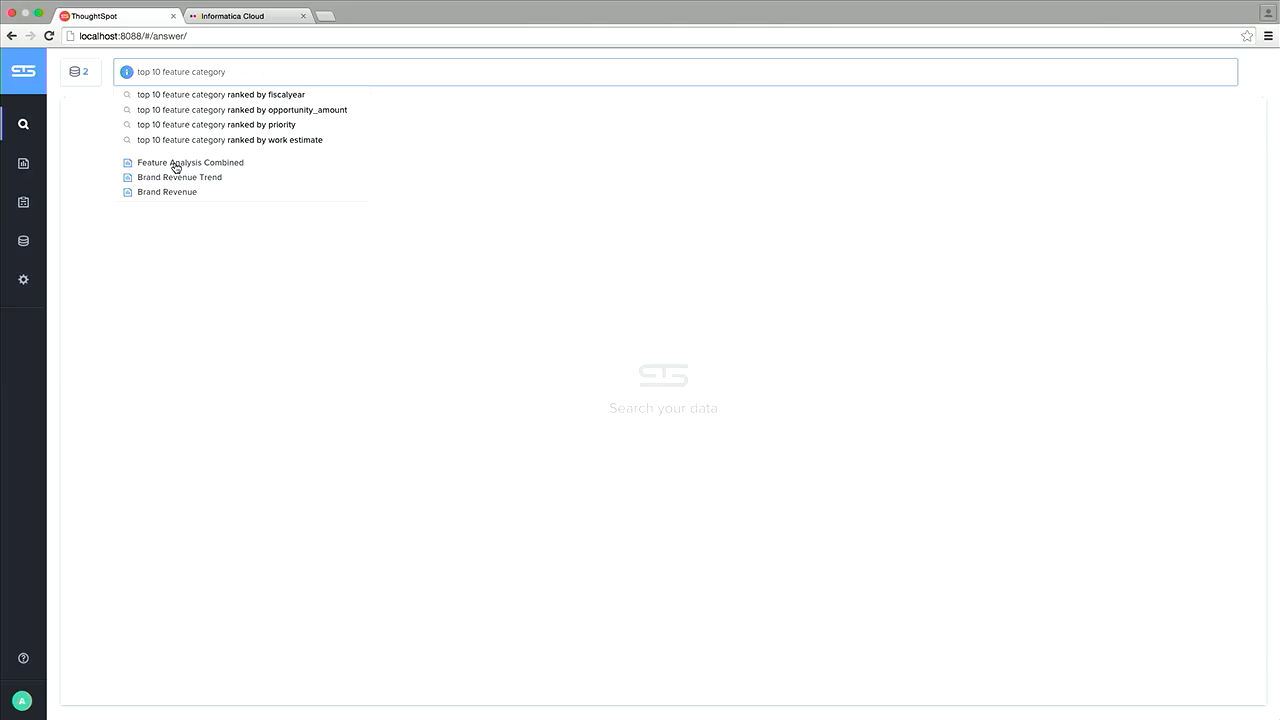 ThoughtSpot
Informatica Cloud
localhost:8088/#/answer/
2
top 10 feature category
top 10 feature category ranked by fiscalyear
top 10 feature category ranked by opportunity_amount
top 10 feature category ranked by priority
top 10 feature category ranked by work estimate
Feature Analysis Combined
Brand Revenue Trend
Brand Revenue
Search your data
A